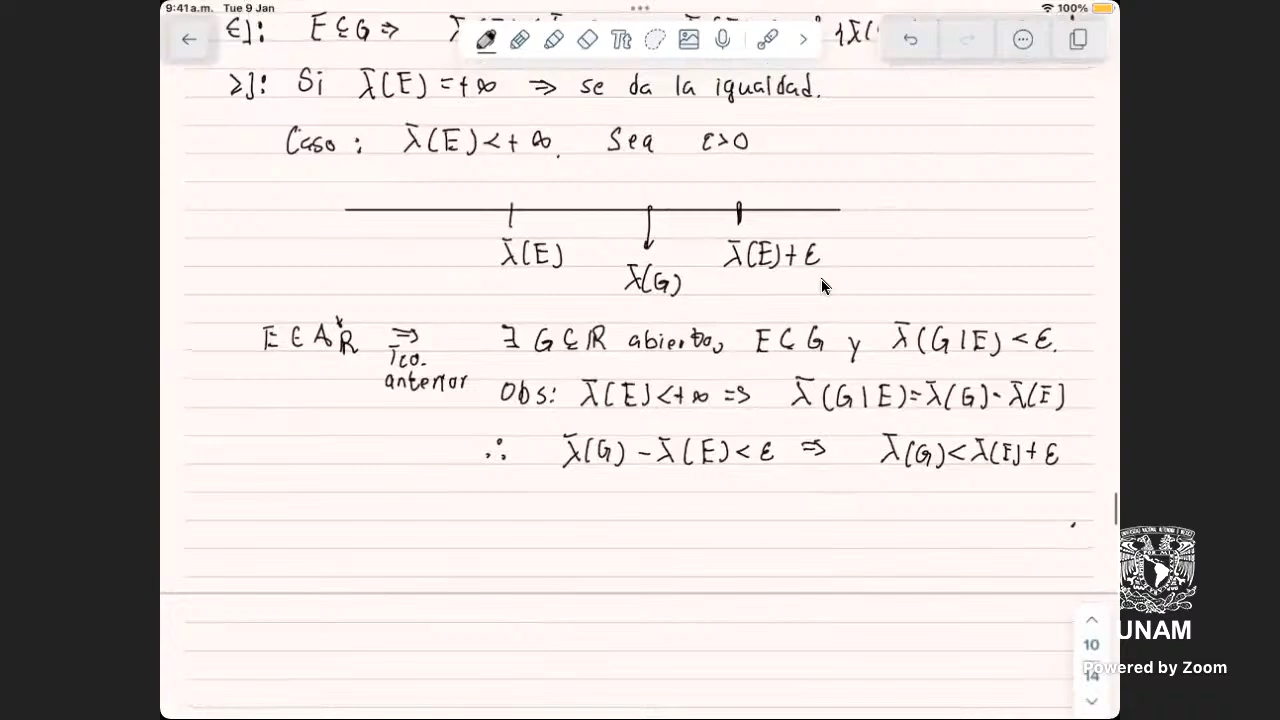 9:41a.m. Tue 9 Jan
100%
≤]: E⊆G ⇒
≥]: Si λ̄(E)=+∞ ⇒ se da la igualdad.
Caso: λ̄(E)<+∞. Sea ε>0
λ̄(E) λ̄(G) λ̄(E)+ε
E∈A*ℝ ⇒ ∃ G⊆ℝ abierto, E⊆G y λ̄(G\E)<ε.
Teo. anterior
Obs: λ̄(E)<+∞ ⇒ λ̄(G\E)=λ̄(G)-λ̄(E)
∴ λ̄(G)-λ̄(E)<ε ⇒ λ̄(G)<λ̄(E)+ε
10
14
UNAM
Powered by Zoom